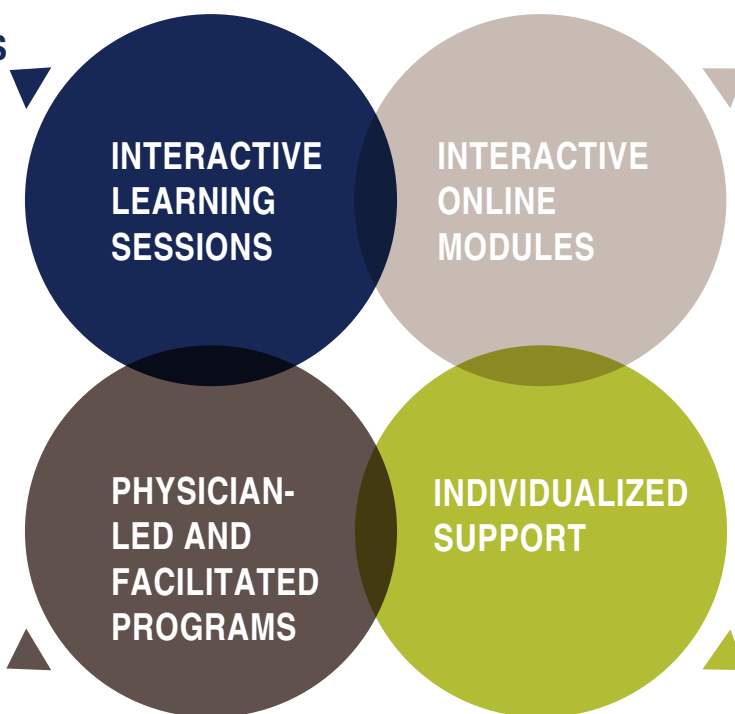 S
INTERACTIVE
LEARNING
SESSIONS
INTERACTIVE
ONLINE
MODULES
PHYSICIAN-
LED AND
FACILITATED
PROGRAMS
INDIVIDUALIZED
SUPPORT